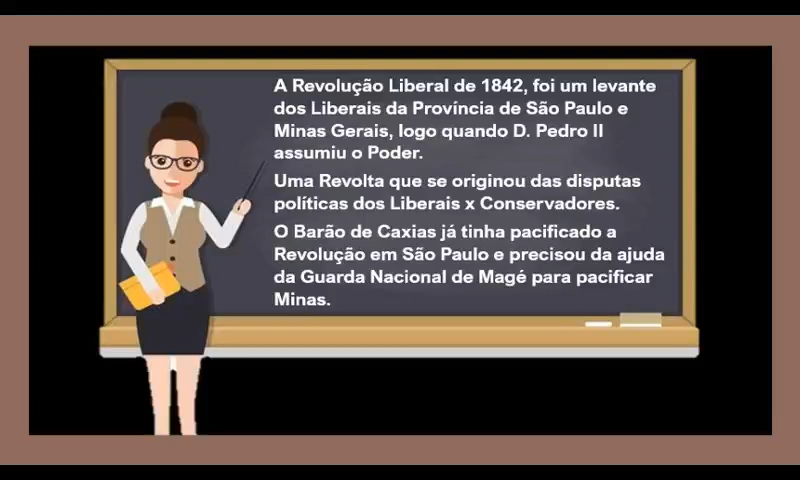 A Revolução Liberal de 1842, foi um levante
dos Liberais da Província de São Paulo e
Minas Gerais, logo quando D. Pedro II
assumiu o Poder.
Uma Revolta que se originou das disputas
políticas dos Liberais x Conservadores.
O Barão de Caxias já tinha pacificado a
Revolução em São Paulo e precisou da ajuda
da Guarda Nacional de Magé para pacificar
Minas.